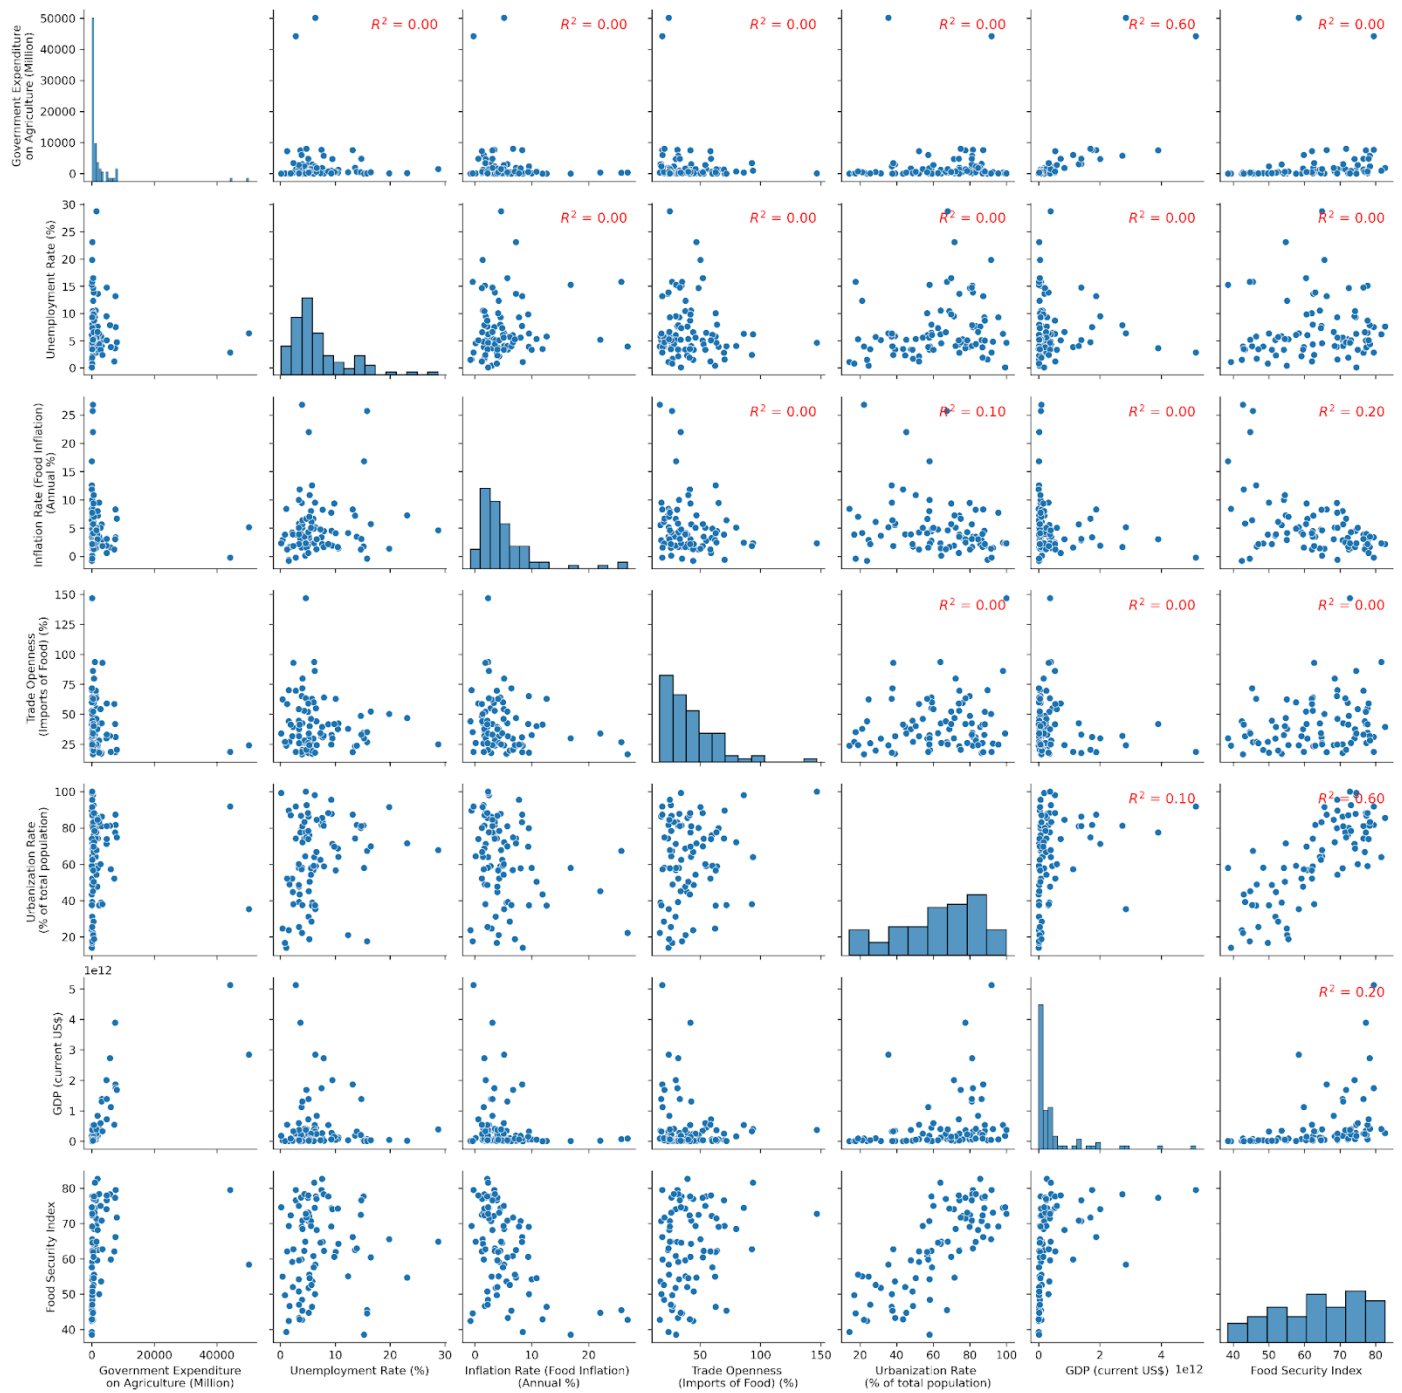 Government Expenditure
on Agriculture (Million)
50000
40000
30000
20000
10000
0
R² = 0.00
R² = 0.00
R² = 0.00
R² = 0.00
R² = 0.60
R² = 0.00
Unemployment Rate (%)
30
25
20
15
10
5
0
R² = 0.00
R² = 0.00
R² = 0.00
R² = 0.00
R² = 0.00
Inflation Rate (Food Inflation)
(Annual %)
25
20
15
10
5
0
R² = 0.00
R² = 0.10
R² = 0.00
R² = 0.20
Trade Openness
(Imports of Food) (%)
150
125
100
75
50
25
R² = 0.00
R² = 0.00
R² = 0.00
Urbanization Rate
(% of total population)
100
80
60
40
20
R² = 0.10
R² = 0.60
1e12
GDP (current US$)
5
4
3
2
1
0
R² = 0.20
Food Security Index
80
70
60
50
40
0 20000 40000
0 10 20 30
0 10 20
50 100 150
20 40 60 80 100
0 2 4
40 50 60 70 80
Government Expenditure
on Agriculture (Million)
Unemployment Rate (%)
Inflation Rate (Food Inflation)
(Annual %)
Trade Openness
(Imports of Food) (%)
Urbanization Rate
(% of total population)
GDP (current US$) 1e12
Food Security Index